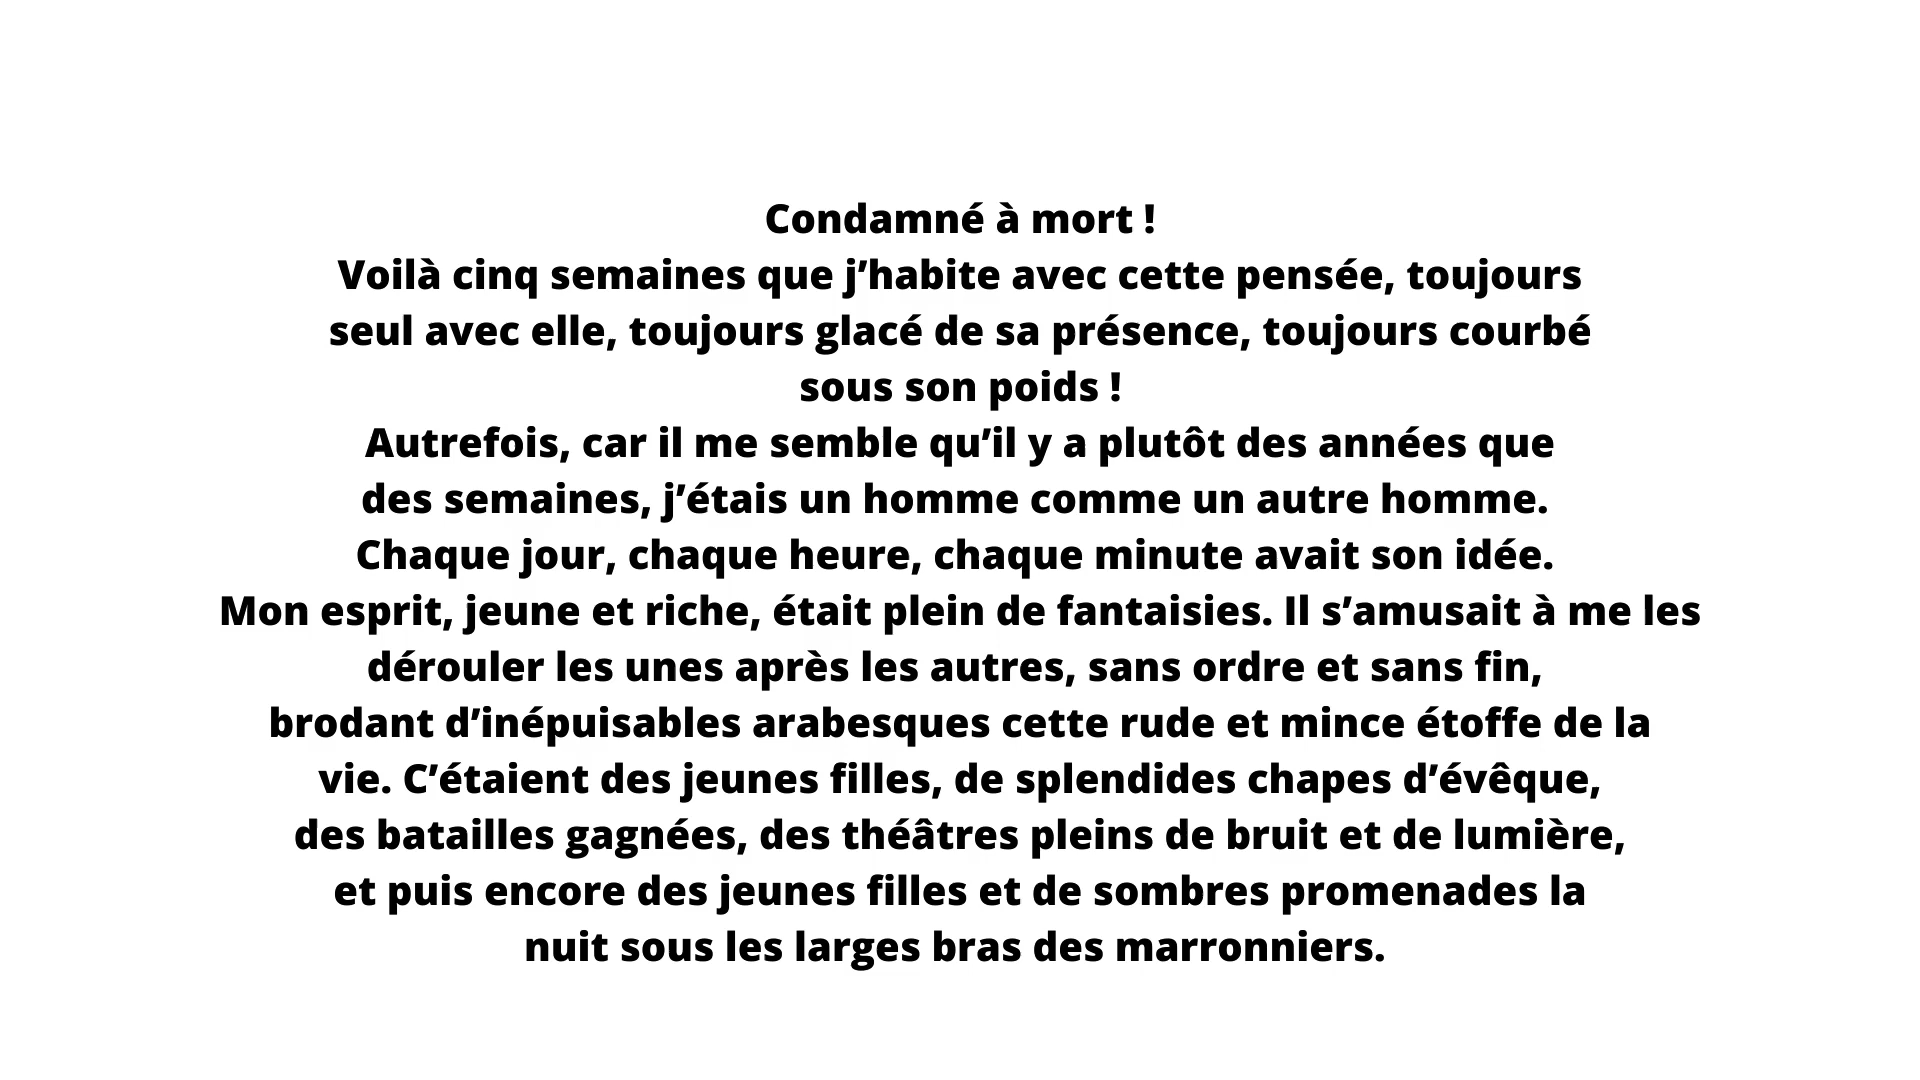 Condamné à mort !
Voilà cinq semaines que j’habite avec cette pensée, toujours
seul avec elle, toujours glacé de sa présence, toujours courbé
sous son poids !
Autrefois, car il me semble qu’il y a plutôt des années que
des semaines, j’étais un homme comme un autre homme.
Chaque jour, chaque heure, chaque minute avait son idée.
Mon esprit, jeune et riche, était plein de fantaisies. Il s’amusait à me les
dérouler les unes après les autres, sans ordre et sans fin,
brodant d’inépuisables arabesques cette rude et mince étoffe de la
vie. C’étaient des jeunes filles, de splendides chapes d’évêque,
des batailles gagnées, des théâtres pleins de bruit et de lumière,
et puis encore des jeunes filles et de sombres promenades la
nuit sous les larges bras des marronniers.